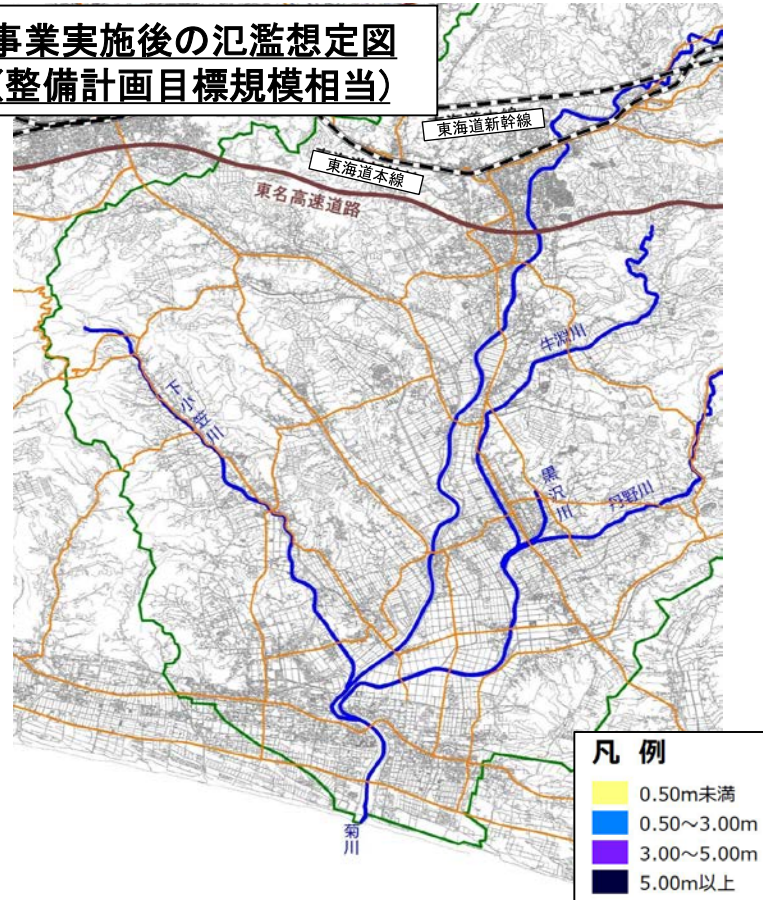 事業実施後の氾濫想定図
(整備計画目標規模相当)
東海道新幹線
東海道本線
東名高速道路
牛淵川
下小笠川
黒沢川
丹野川
菊川
凡 例
0.50m未満
0.50～3.00m
3.00～5.00m
5.00m以上